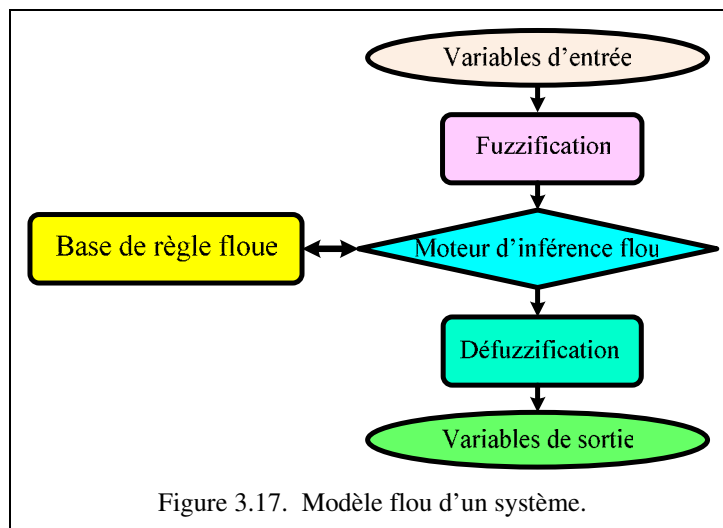 Variables d'entrée
Fuzzification
Base de règle floue
Moteur d'inférence flou
Défuzzification
Variables de sortie
Figure 3.17. Modèle flou d'un système.